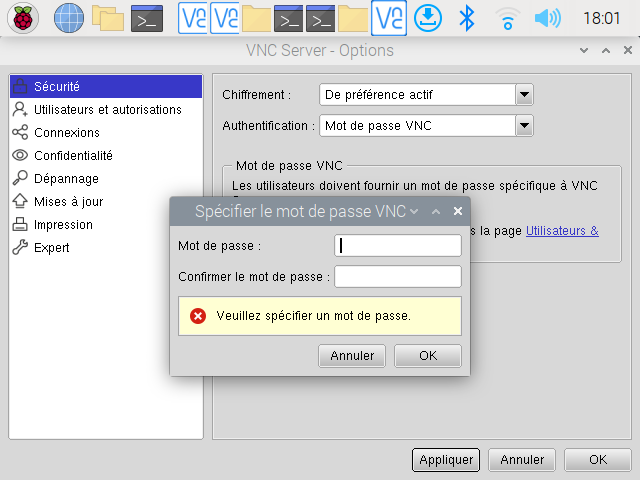 18:01
VNC Server - Options
Sécurité
Utilisateurs et autorisations
Connexions
Confidentialité
Dépannage
Mises à jour
Impression
Expert
Chiffrement :
De préférence actif
Authentification :
Mot de passe VNC
Mot de passe VNC
Les utilisateurs doivent fournir un mot de passe spécifique à VNC
la page Utilisateurs &
Spécifier le mot de passe VNC
Mot de passe :
Confirmer le mot de passe :
Veuillez spécifier un mot de passe.
Annuler
OK
Appliquer
Annuler
OK